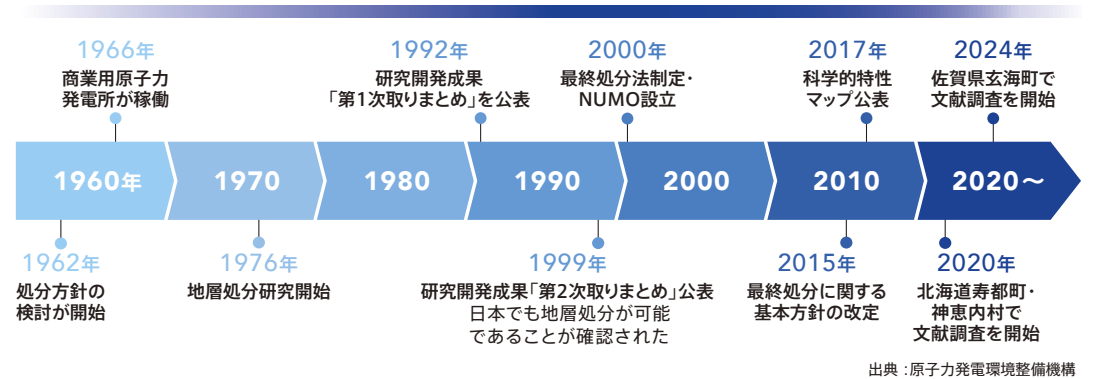 1966年
商業用原子力
発電所が稼働
1992年
研究開発成果
「第1次取りまとめ」を公表
2000年
最終処分法制定・
NUMO設立
2017年
科学的特性
マップ公表
2024年
佐賀県玄海町で
文献調査を開始
1960年
1970
1980
1990
2000
2010
2020～
1962年
処分方針の
検討が開始
1976年
地層処分研究開始
1999年
研究開発成果「第2次取りまとめ」公表
日本でも地層処分が可能
であることが確認された
2015年
最終処分に関する
基本方針の改定
2020年
北海道寿都町・
神恵内村で
文献調査を開始
出典：原子力発電環境整備機構